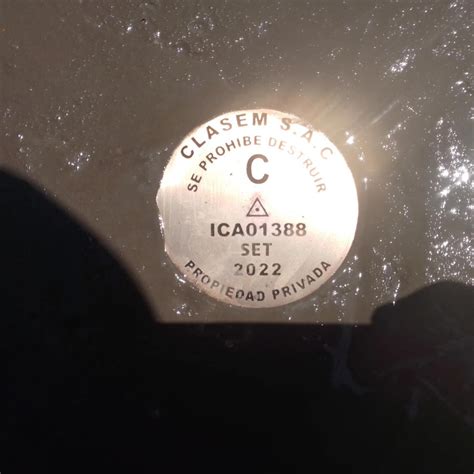 CLASEM S.A.C
SE PROHIBE DESTRUIR
C
ICA01388
SET
2022
PROPIEDAD PRIVADA